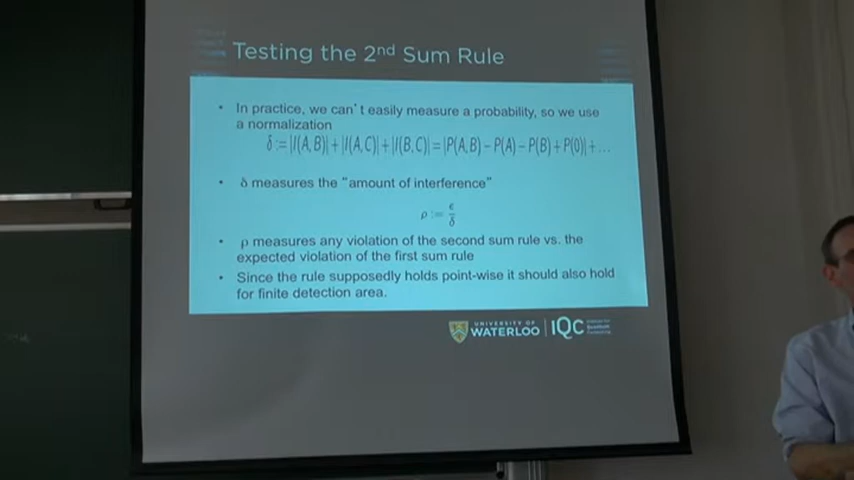 Testing the 2nd Sum Rule
• In practice, we can't easily measure a probability, so we use
a normalization
δ := |I(A,B)| + |I(A,C)| + |I(B,C)| = |P(A,B) − P(A) − P(B) + P(0)| + ...
• δ measures the "amount of interference"
ρ := ε/δ
• ρ measures any violation of the second sum rule vs. the
expected violation of the first sum rule
• Since the rule supposedly holds point-wise it should also hold
for finite detection area.
UNIVERSITY OF
WATERLOO
IQC